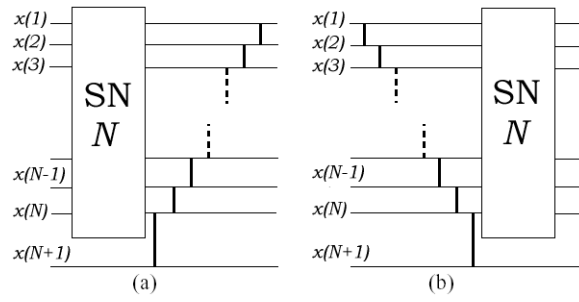 x(1)
x(2)
x(3)
SN
N
x(N-1)
x(N)
x(N+1)
(a)
x(1)
x(2)
x(3)
SN
N
x(N-1)
x(N)
x(N+1)
(b)